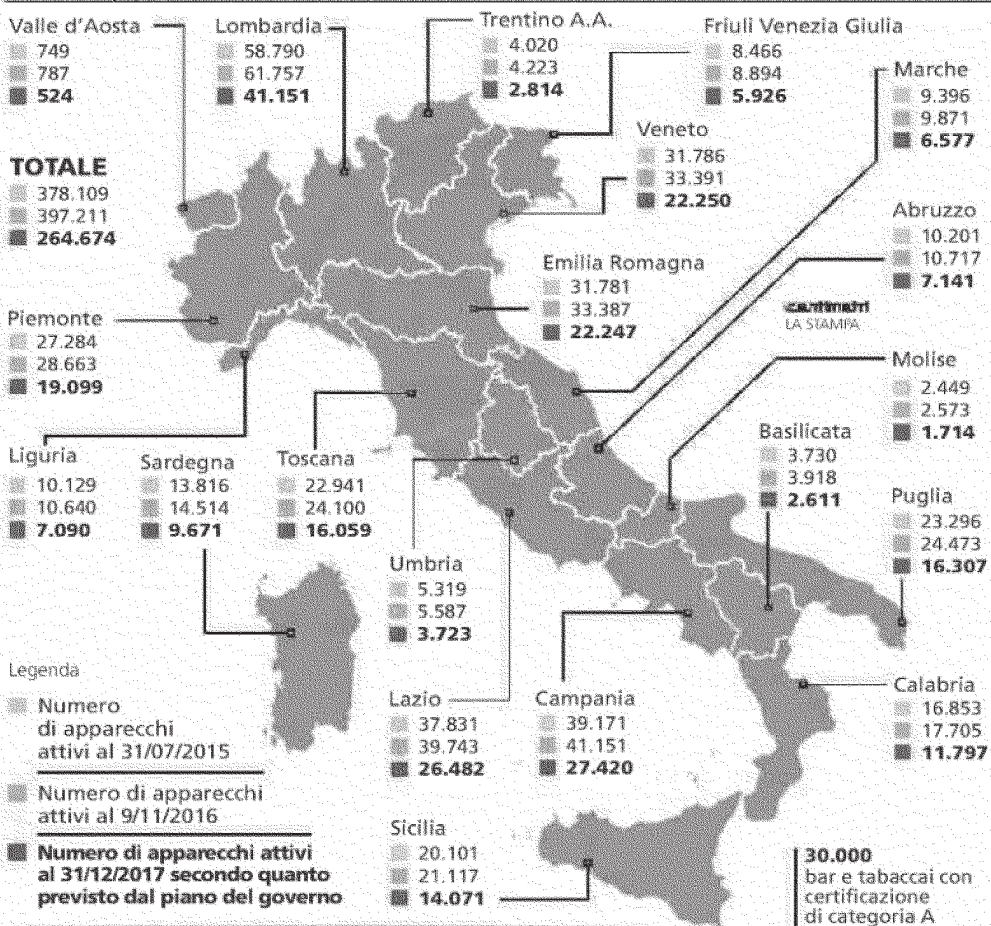 Valle d'Aosta
749
787
524
Lombardia
58.790
61.757
41.151
Trentino A.A.
4.020
4.223
2.814
Friuli Venezia Giulia
8.466
8.894
5.926
Marche
9.396
9.871
6.577
Veneto
31.786
33.391
22.250
TOTALE
378.109
397.211
264.674
Abruzzo
10.201
10.717
7.141
Emilia Romagna
31.781
33.387
22.247
LA STAMPA
Piemonte
27.284
28.663
19.099
Molise
2.449
2.573
1.714
Liguria
10.129
10.640
7.090
Sardegna
13.816
14.514
9.671
Toscana
22.941
24.100
16.059
Basilicata
3.730
3.918
2.611
Puglia
23.296
24.473
16.307
Umbria
5.319
5.587
3.723
Lazio
37.831
39.743
26.482
Campania
39.171
41.151
27.420
Calabria
16.853
17.705
11.797
Sicilia
20.101
21.117
14.071
Legenda
Numero
di apparecchi
attivi al 31/07/2015
Numero di apparecchi
attivi al 9/11/2016
Numero di apparecchi attivi
al 31/12/2017 secondo quanto
previsto dal piano del governo
30.000
bar e tabaccai con
certificazione
di categoria A